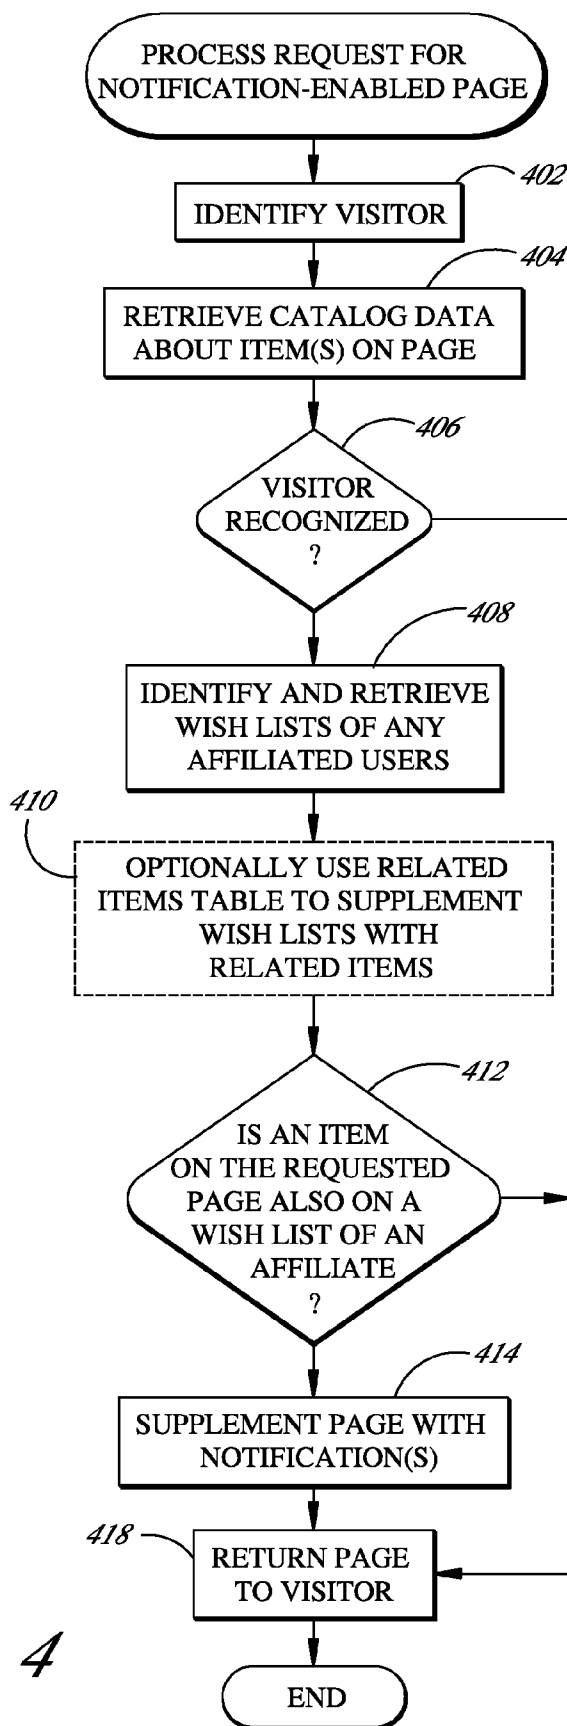 PROCESS REQUEST FOR
NOTIFICATION-ENABLED PAGE
402
IDENTIFY VISITOR
404
RETRIEVE CATALOG DATA
ABOUT ITEM(S) ON PAGE
406
VISITOR
RECOGNIZED
?
408
IDENTIFY AND RETRIEVE
WISH LISTS OF ANY
AFFILIATED USERS
410
OPTIONALLY USE RELATED
ITEMS TABLE TO SUPPLEMENT
WISH LISTS WITH
RELATED ITEMS
412
IS AN ITEM
ON THE REQUESTED
PAGE ALSO ON A
WISH LIST OF AN
AFFILIATE
?
414
SUPPLEMENT PAGE WITH
NOTIFICATION(S)
418
RETURN PAGE
TO VISITOR
4
END